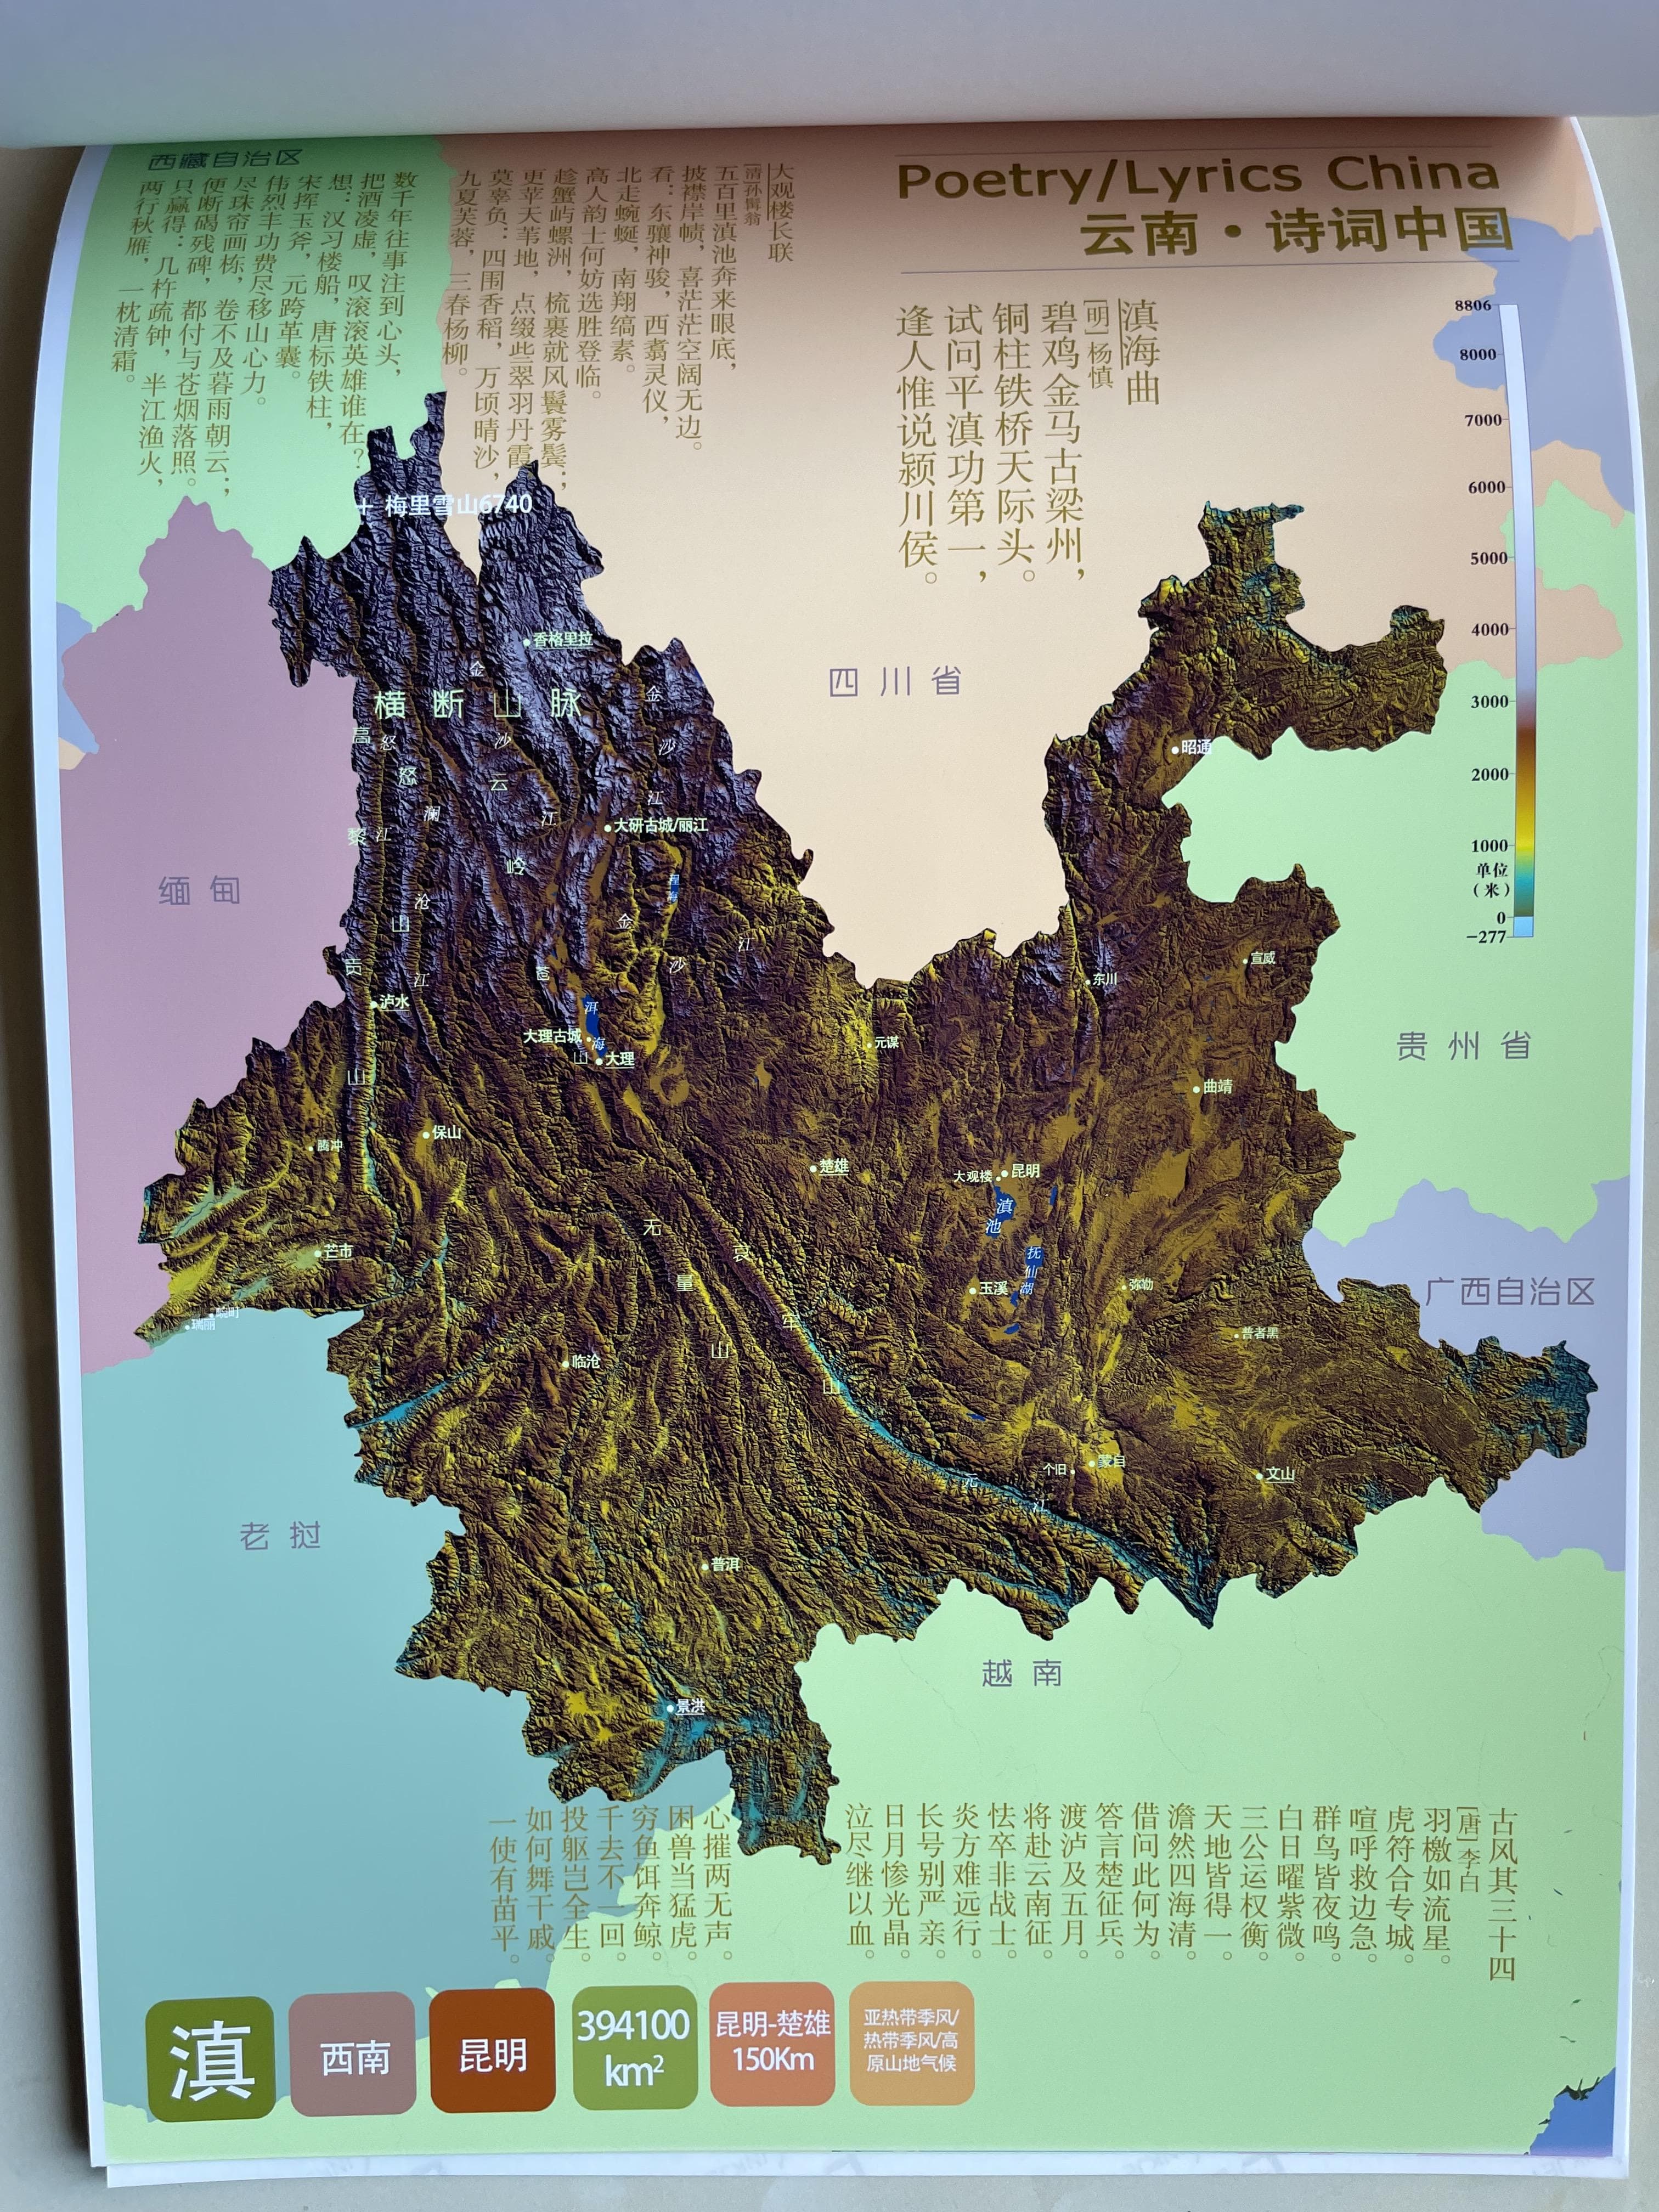 Poetry/Lyrics China
云南·诗词中国
滇海曲
[明]杨慎
碧鸡金马古梁州，
铜柱铁桥天际头。
试问平滇功第一，
逢人惟说颍川侯。
大观楼长联
[清]孙髯翁
五百里滇池奔来眼底，
披襟岸帻，喜茫茫空阔无边。
看：东骧神骏，西翥灵仪，
北走蜿蜒，南翔缟素。
高人韵士何妨选胜登临。
趁蟹屿螺洲，梳裹就风鬟雾鬓；
更苹天苇地，点缀些翠羽丹霞，
莫辜负：四围香稻，万顷晴沙，
九夏芙蓉，三春杨柳。
数千年往事注到心头，
把酒凌虚，叹滚滚英雄谁在？
想：汉习楼船，唐标铁柱，
宋挥玉斧，元跨革囊。
伟烈丰功费尽移山心力。
尽珠帘画栋，卷不及暮雨朝云；
便断碣残碑，都付与苍烟落照。
只赢得：几杵疏钟，半江渔火，
两行秋雁，一枕清霜。
西藏自治区
8806
8000
7000
6000
5000
4000
3000
2000
1000
单位
（米）
0
-277
梅里雪山6740
香格里拉
横断山脉
四川省
昭通
金沙江
金沙江
怒江
高黎贡山
怒山
云岭
澜沧江
大研古城/丽江
程海
金沙江
缅甸
宣威
东川
泸水
苍山
洱海
大理古城
大理
元谋
贵州省
曲靖
腾冲
保山
楚雄
大观楼
昆明
滇池
无量山
哀牢山
芒市
抚仙湖
玉溪
弥勒
广西自治区
瑞丽
普者黑
临沧
个旧
蒙自
文山
元江
老挝
普洱
越南
景洪
古风其三十四
[唐]李白
羽檄如流星。
虎符合专城。
喧呼救边急。
群鸟皆夜鸣。
白日曜紫微。
三公运权衡。
天地皆得一。
澹然四海清。
借问此何为。
答言楚征兵。
渡泸及五月。
将赴云南征。
怯卒非战士。
炎方难远行。
长号别严亲。
日月惨光晶。
泣尽继以血。
心摧两无声。
困兽当猛虎。
穷鱼饵奔鲸。
千去不一回。
投躯岂全生。
如何舞干戚。
一使有苗平。
滇
西南
昆明
394100
km²
昆明-楚雄
150Km
亚热带季风/
热带季风/高
原山地气候